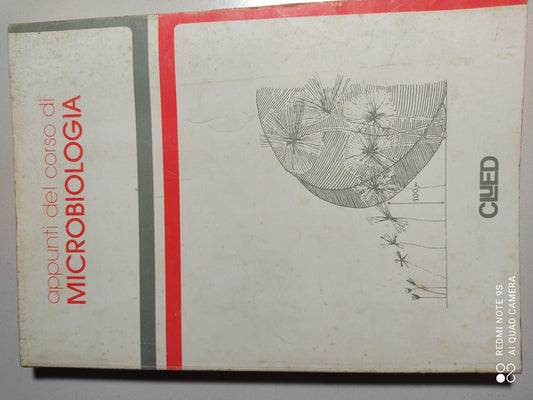 appunti del corso di
MICROBIOLOGIA
100µ
CLUED
REDMI NOTE 9S
AI QUAD CAMERA